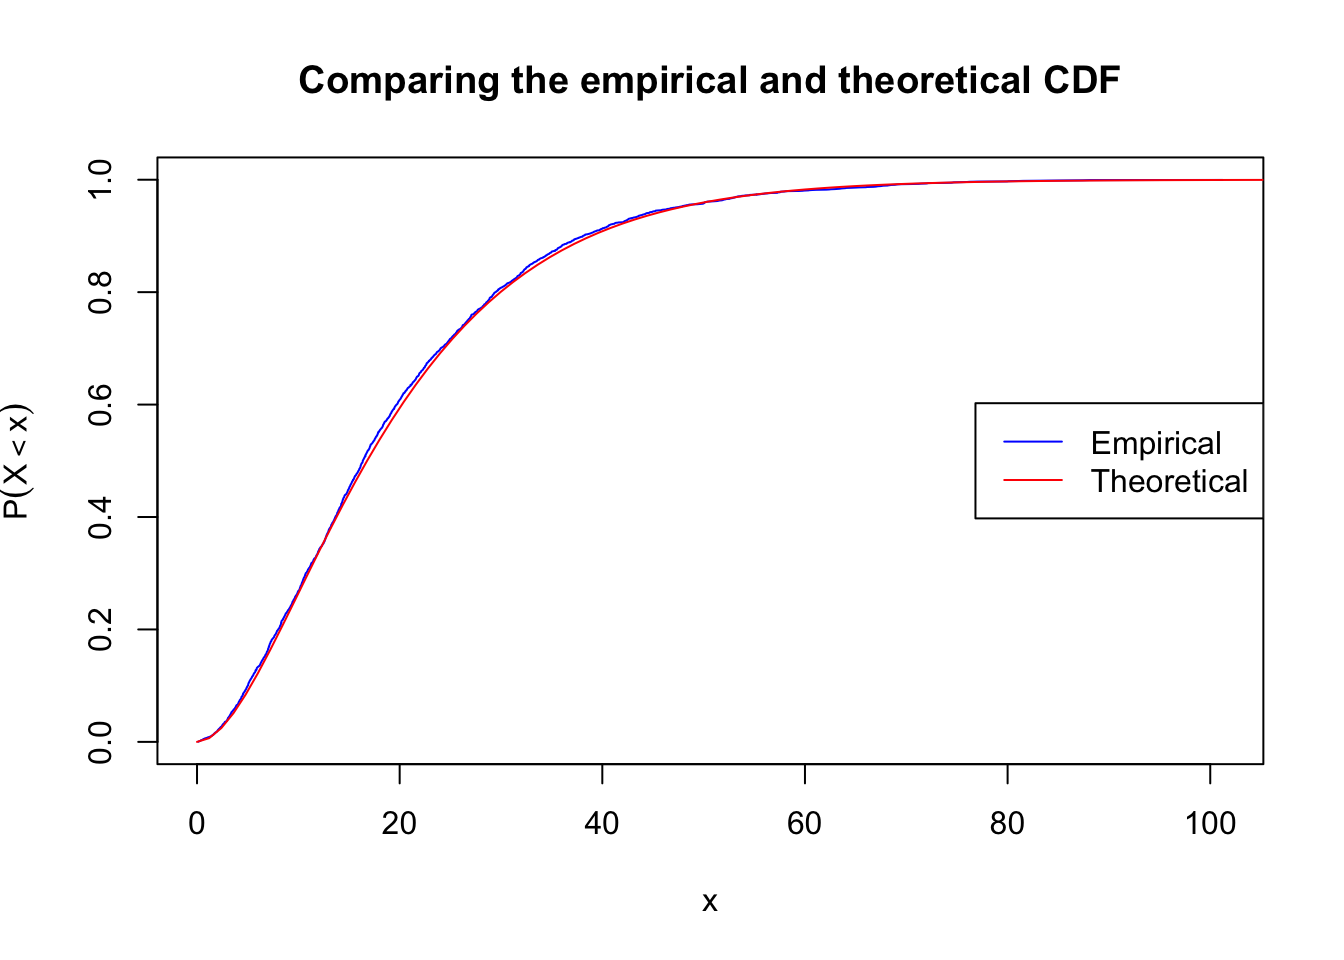 Comparing the empirical and theoretical CDF
P(X < x)
1.0
0.8
0.6
0.4
0.2
0.0
Empirical
Theoretical
0 20 40 60 80 100
x